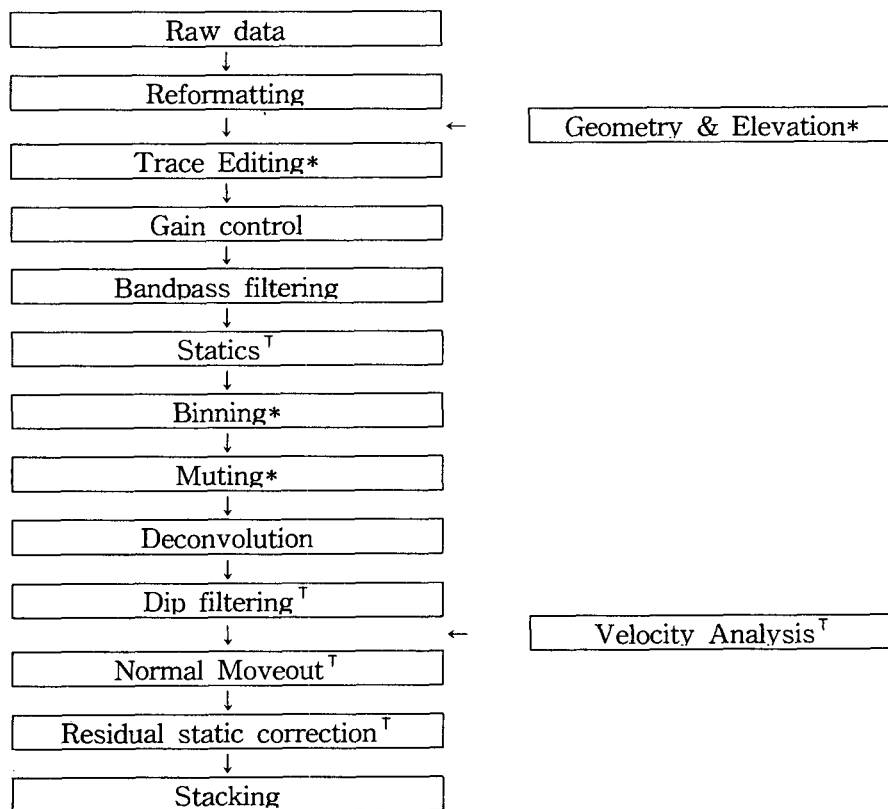 Raw data
↓
Reformatting
↓ ← Geometry & Elevation*
Trace Editing*
↓
Gain control
↓
Bandpass filtering
↓
Statics⊤
↓
Binning*
↓
Muting*
↓
Deconvolution
↓
Dip filtering⊤
↓ ← Velocity Analysis⊤
Normal Moveout⊤
↓
Residual static correction⊤
↓
Stacking